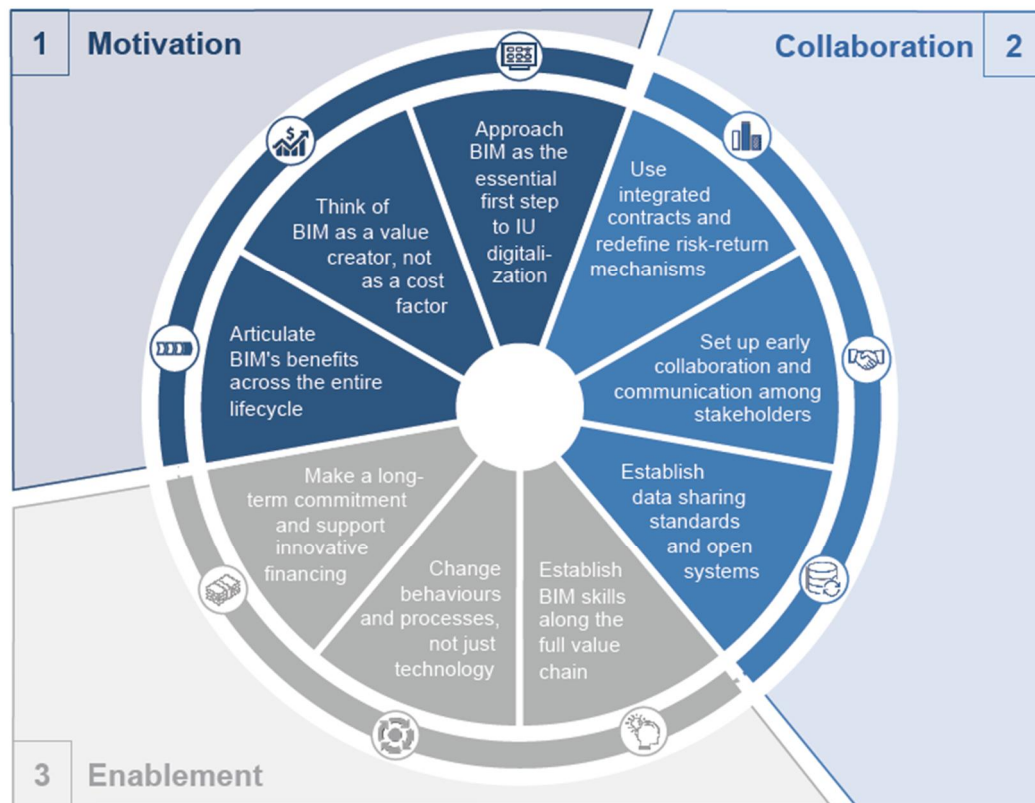 1 Motivation
Collaboration 2
Approach
BIM as the
essential
first step
to IU
digitali-
zation
Think of
BIM as a value
creator, not
as a cost
factor
Articulate
BIM's benefits
across the entire
lifecycle
Use
integrated
contracts and
redefine risk-return
mechanisms
Set up early
collaboration and
communication among
stakeholders
Establish
data sharing
standards
and open
systems
Establish
BIM skills
along the
full value
chain
Change
behaviours
and processes,
not just
technology
Make a long-
term commitment
and support
innovative
financing
3 Enablement
$